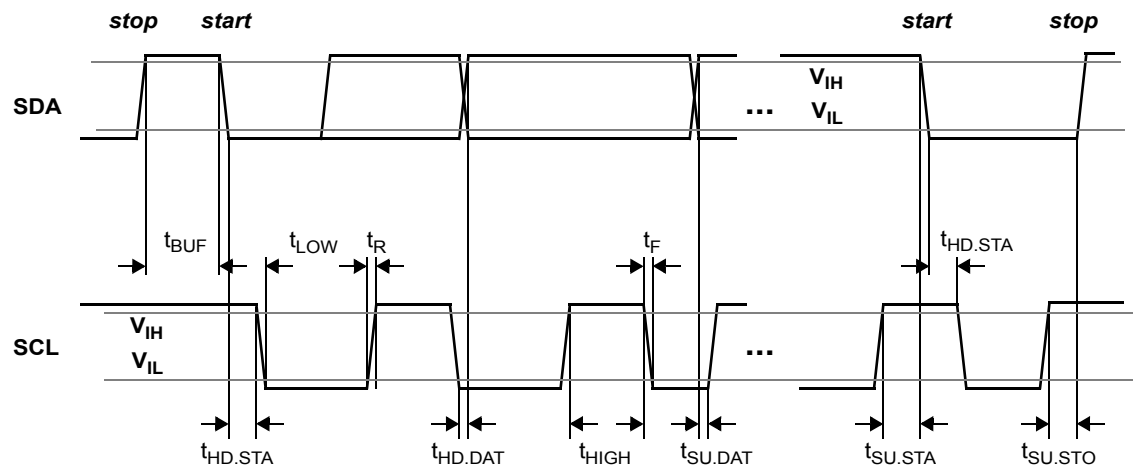 stop start start stop
SDA
V_IH
V_IL
...
t_BUF t_LOW t_R t_F t_HD.STA
SCL
V_IH
V_IL
...
t_HD.STA t_HD.DAT t_HIGH t_SU.DAT t_SU.STA t_SU.STO